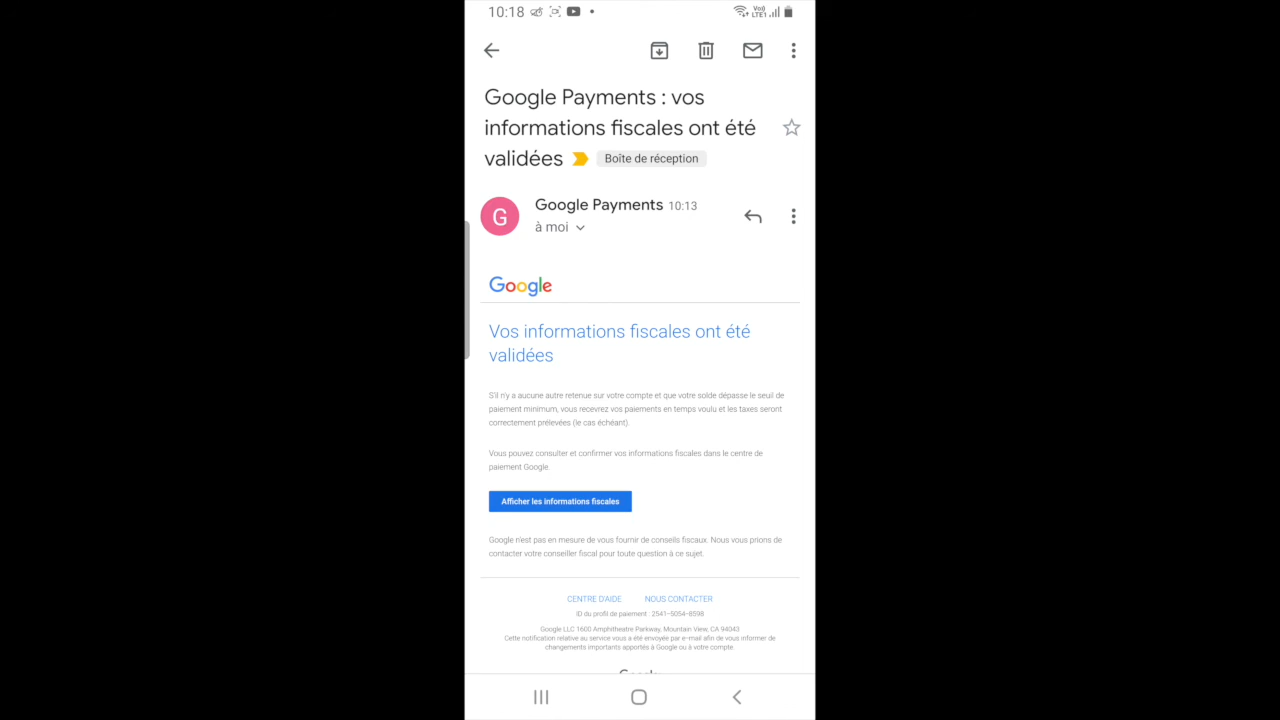 10:18
Vo))
LTE1
Google Payments : vos
informations fiscales ont été
validées
Boîte de réception
G
Google Payments 10:13
à moi
Google
Vos informations fiscales ont été
validées
S'il n'y a aucune autre retenue sur votre compte et que votre solde dépasse le seuil de
paiement minimum, vous recevrez vos paiements en temps voulu et les taxes seront
correctement prélevées (le cas échéant).
Vous pouvez consulter et confirmer vos informations fiscales dans le centre de
paiement Google.
Afficher les informations fiscales
Google n'est pas en mesure de vous fournir de conseils fiscaux. Nous vous prions de
contacter votre conseiller fiscal pour toute question à ce sujet.
CENTRE D'AIDE NOUS CONTACTER
ID du profil de paiement : 2541-5054-8598
Google LLC 1600 Amphitheatre Parkway, Mountain View, CA 94043
Cette notification relative au service vous a été envoyée par e-mail afin de vous informer de
changements importants apportés à Google ou à votre compte.
Google